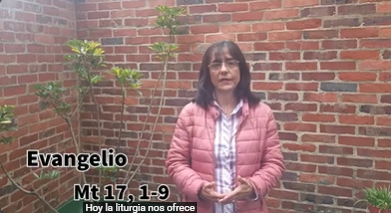 Evangelio
Mt 17, 1-9
Hoy la liturgia nos ofrece